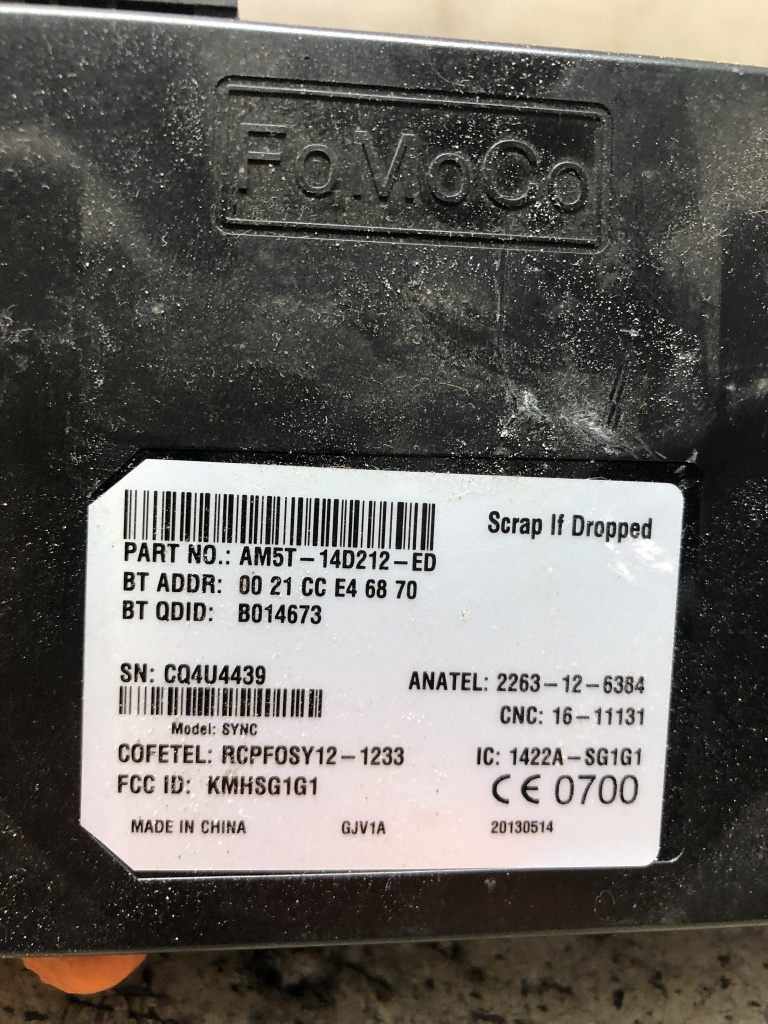 FoMoCo
Scrap If Dropped
PART NO.: AM5T-14D212-ED
BT ADDR: 00 21 CC E4 68 70
BT QDID: B014673
SN: CQ4U4439
ANATEL: 2263-12-6384
CNC: 16-11131
Model: SYNC
COFETEL: RCPFOSY12-1233
IC: 1422A-SG1G1
FCC ID: KMHSG1G1
CE 0700
MADE IN CHINA
GJV1A
20130514